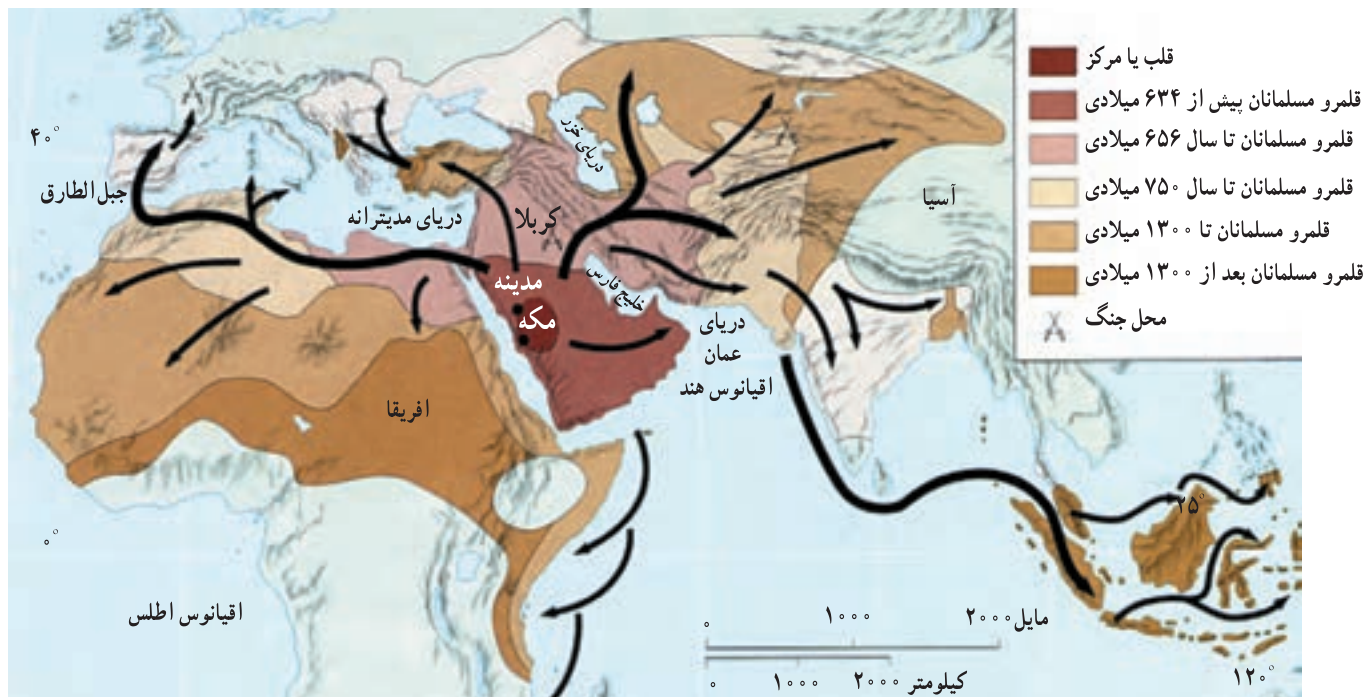 قلب یا مرکز
قلمرو مسلمانان پیش از ۶۳۴ میلادی
قلمرو مسلمانان تا سال ۶۵۶ میلادی
قلمرو مسلمانان تا سال ۷۵۰ میلادی
قلمرو مسلمانان تا ۱۳۰۰ میلادی
قلمرو مسلمانان بعد از ۱۳۰۰ میلادی
محل جنگ
۴۰°
جبل الطارق
دریای مدیترانه
دریای خزر
کربلا
آسیا
مدینه
مکه
خلیج فارس
دریای
عمان
اقیانوس هند
افریقا
۲۵°
۰°
اقیانوس اطلس
۰ ۱۰۰۰ ۲۰۰۰ مایل
۰ ۱۰۰۰ ۲۰۰۰ کیلومتر
۱۲۰°